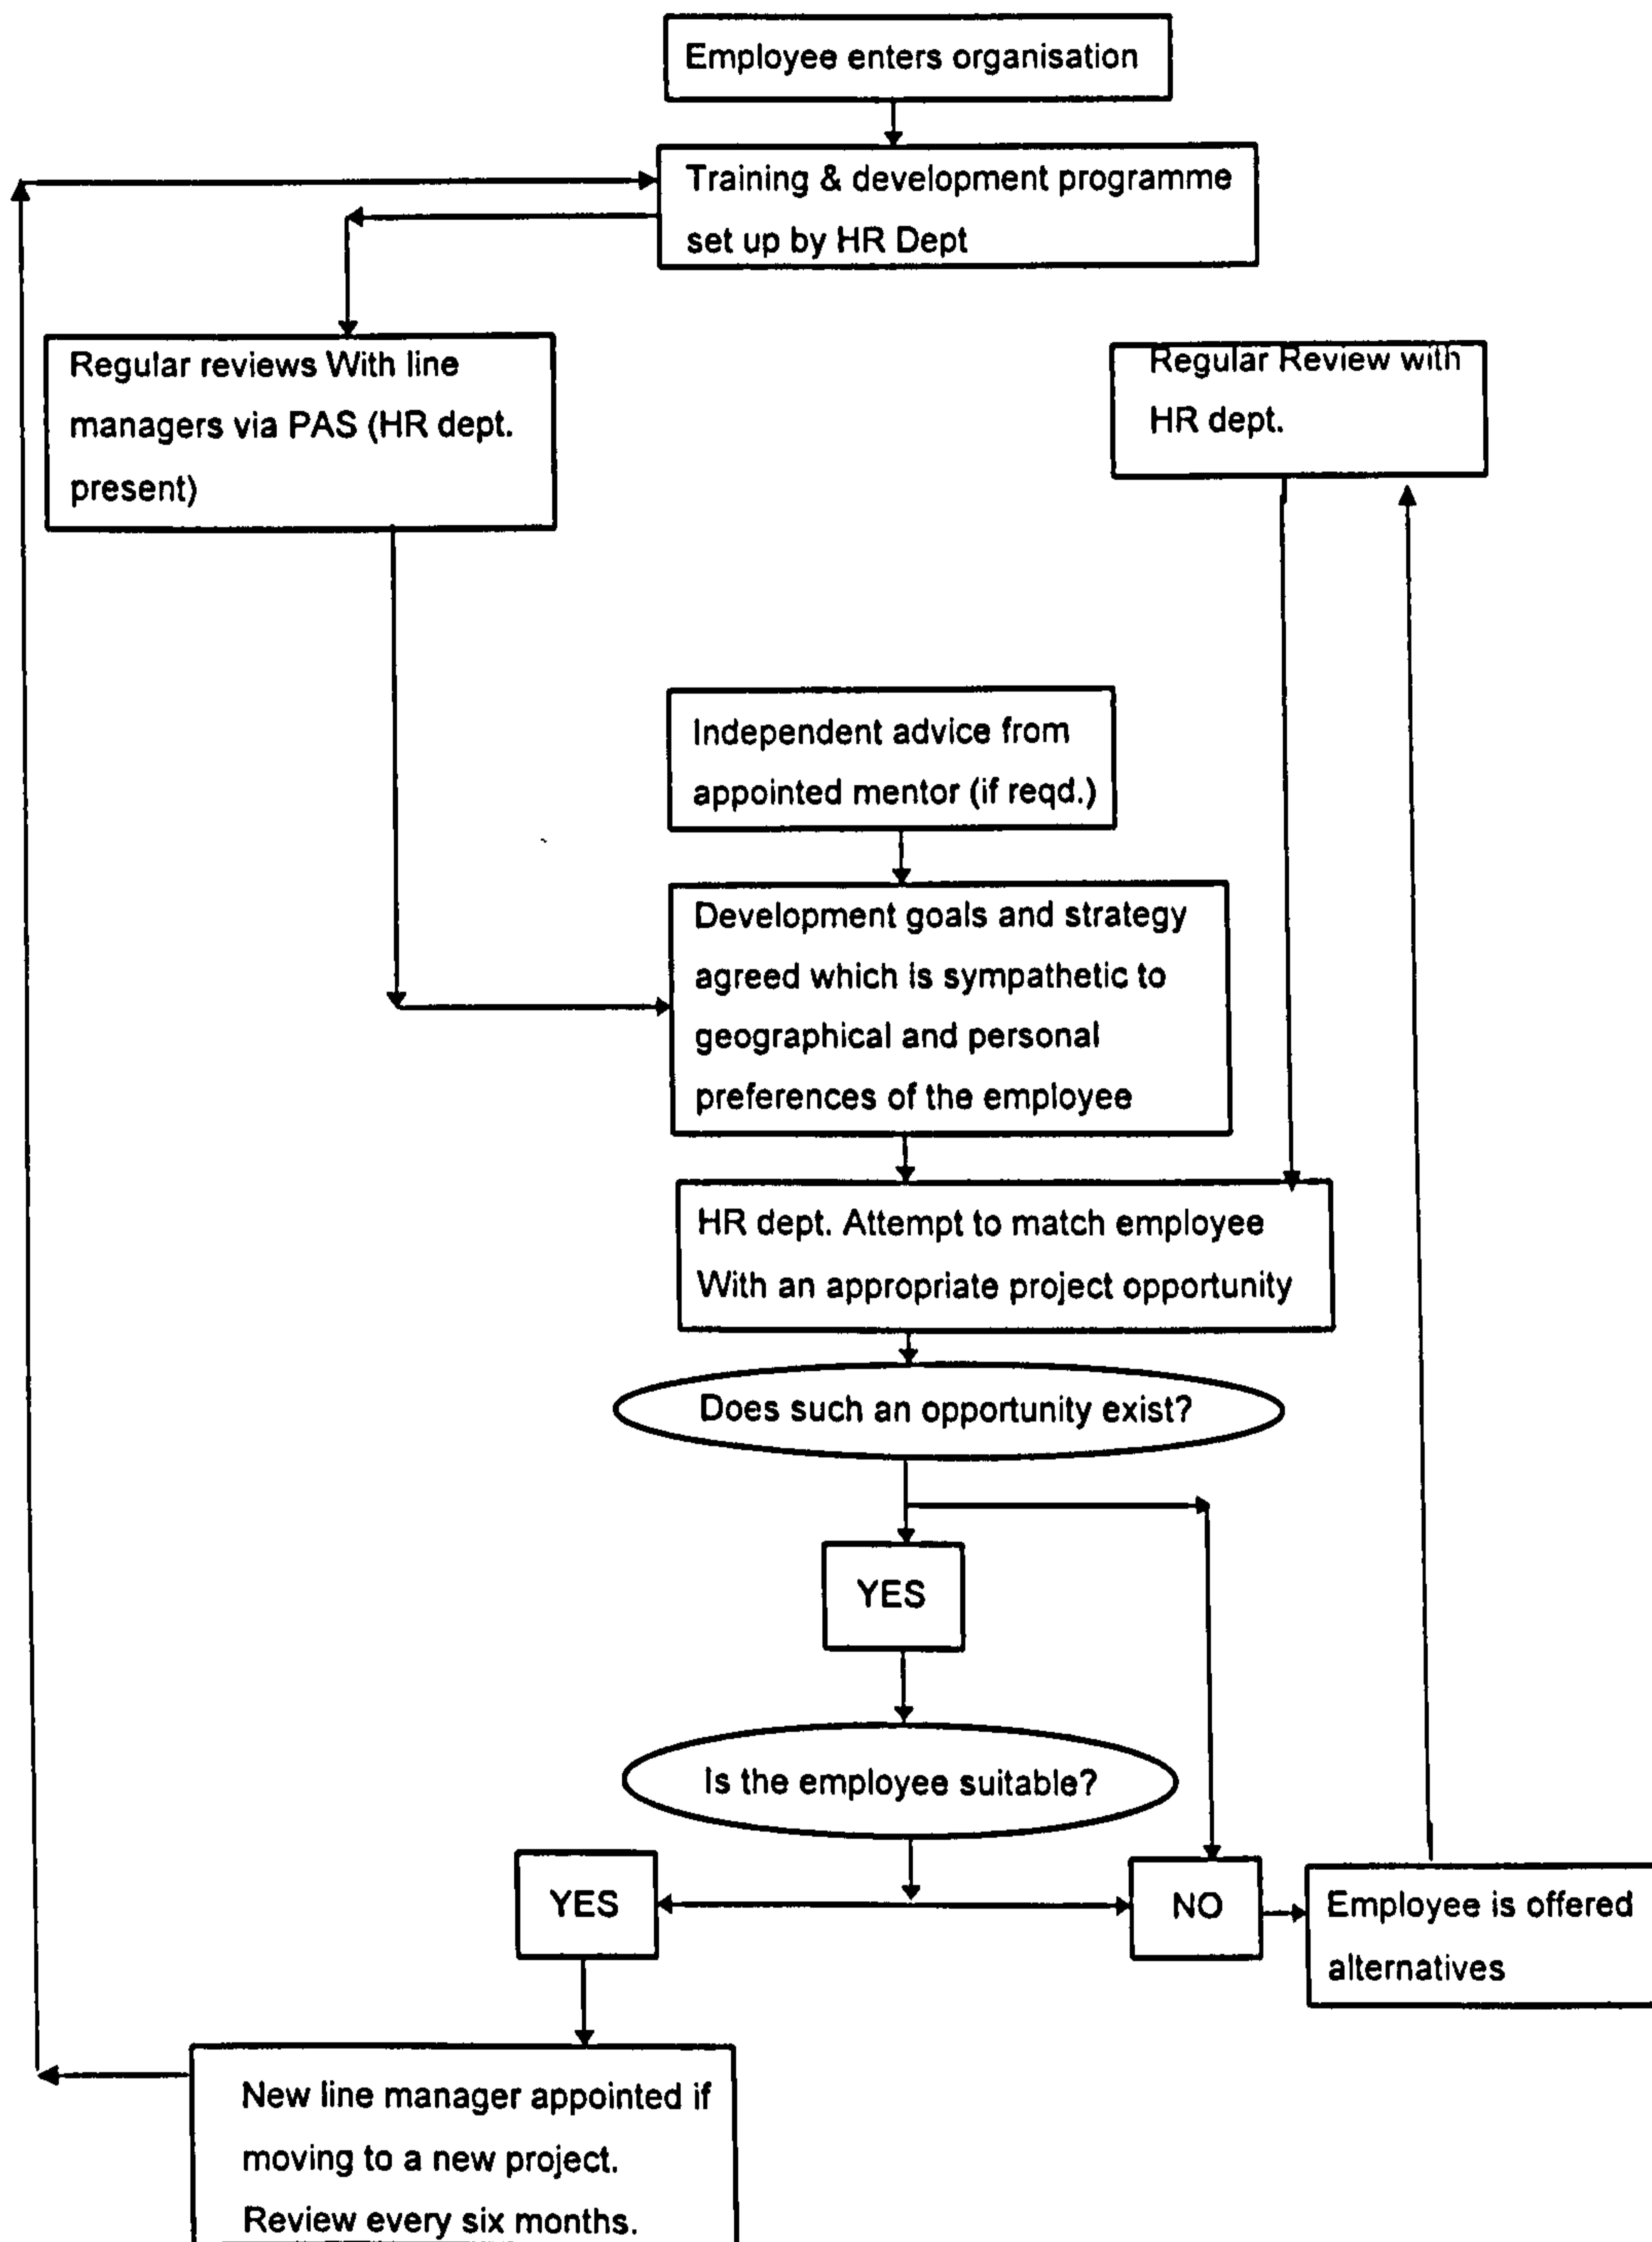 Employee enters organisation
Training & development programme
set up by HR Dept
Regular reviews With line
managers via PAS (HR dept.
present)
Regular Review with
HR dept.
Independent advice from
appointed mentor (if reqd.)
Development goals and strategy
agreed which is sympathetic to
geographical and personal
preferences of the employee
HR dept. Attempt to match employee
With an appropriate project opportunity
Does such an opportunity exist?
YES
Is the employee suitable?
YES
NO
Employee is offered
alternatives
New line manager appointed if
moving to a new project.
Review every six months.